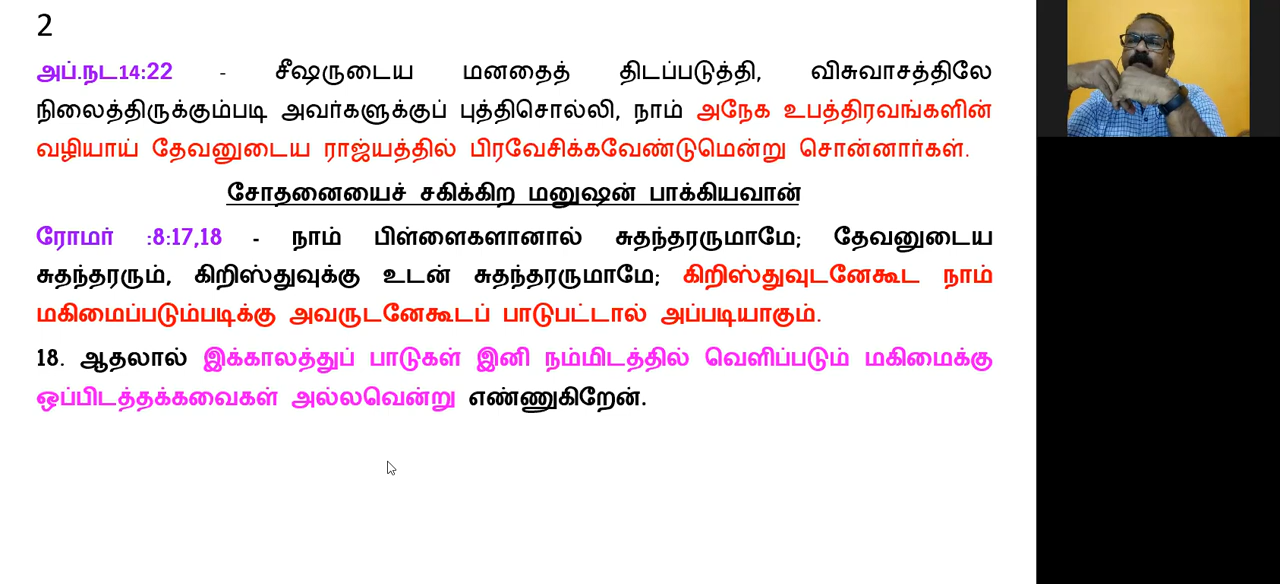 2
அப்.நட14:22 - சீஷருடைய மனதைத் திடப்படுத்தி, விசுவாசத்திலே
நிலைத்திருக்கும்படி அவர்களுக்குப் புத்திசொல்லி, நாம் அநேக உபத்திரவங்களின்
வழியாய் தேவனுடைய ராஜ்யத்தில் பிரவேசிக்கவேண்டுமென்று சொன்னார்கள்.
சோதனையைச் சகிக்கிற மனுஷன் பாக்கியவான்
ரோமர் :8:17,18 - நாம் பிள்ளைகளானால் சுதந்தரருமாமே; தேவனுடைய
சுதந்தரரும், கிறிஸ்துவுக்கு உடன் சுதந்தரருமாமே; கிறிஸ்துவுடனேகூட நாம்
மகிமைப்படும்படிக்கு அவருடனேகூடப் பாடுபட்டால் அப்படியாகும்.
18. ஆதலால் இக்காலத்துப் பாடுகள் இனி நம்மிடத்தில் வெளிப்படும் மகிமைக்கு
ஒப்பிடத்தக்கவைகள் அல்லவென்று எண்ணுகிறேன்.